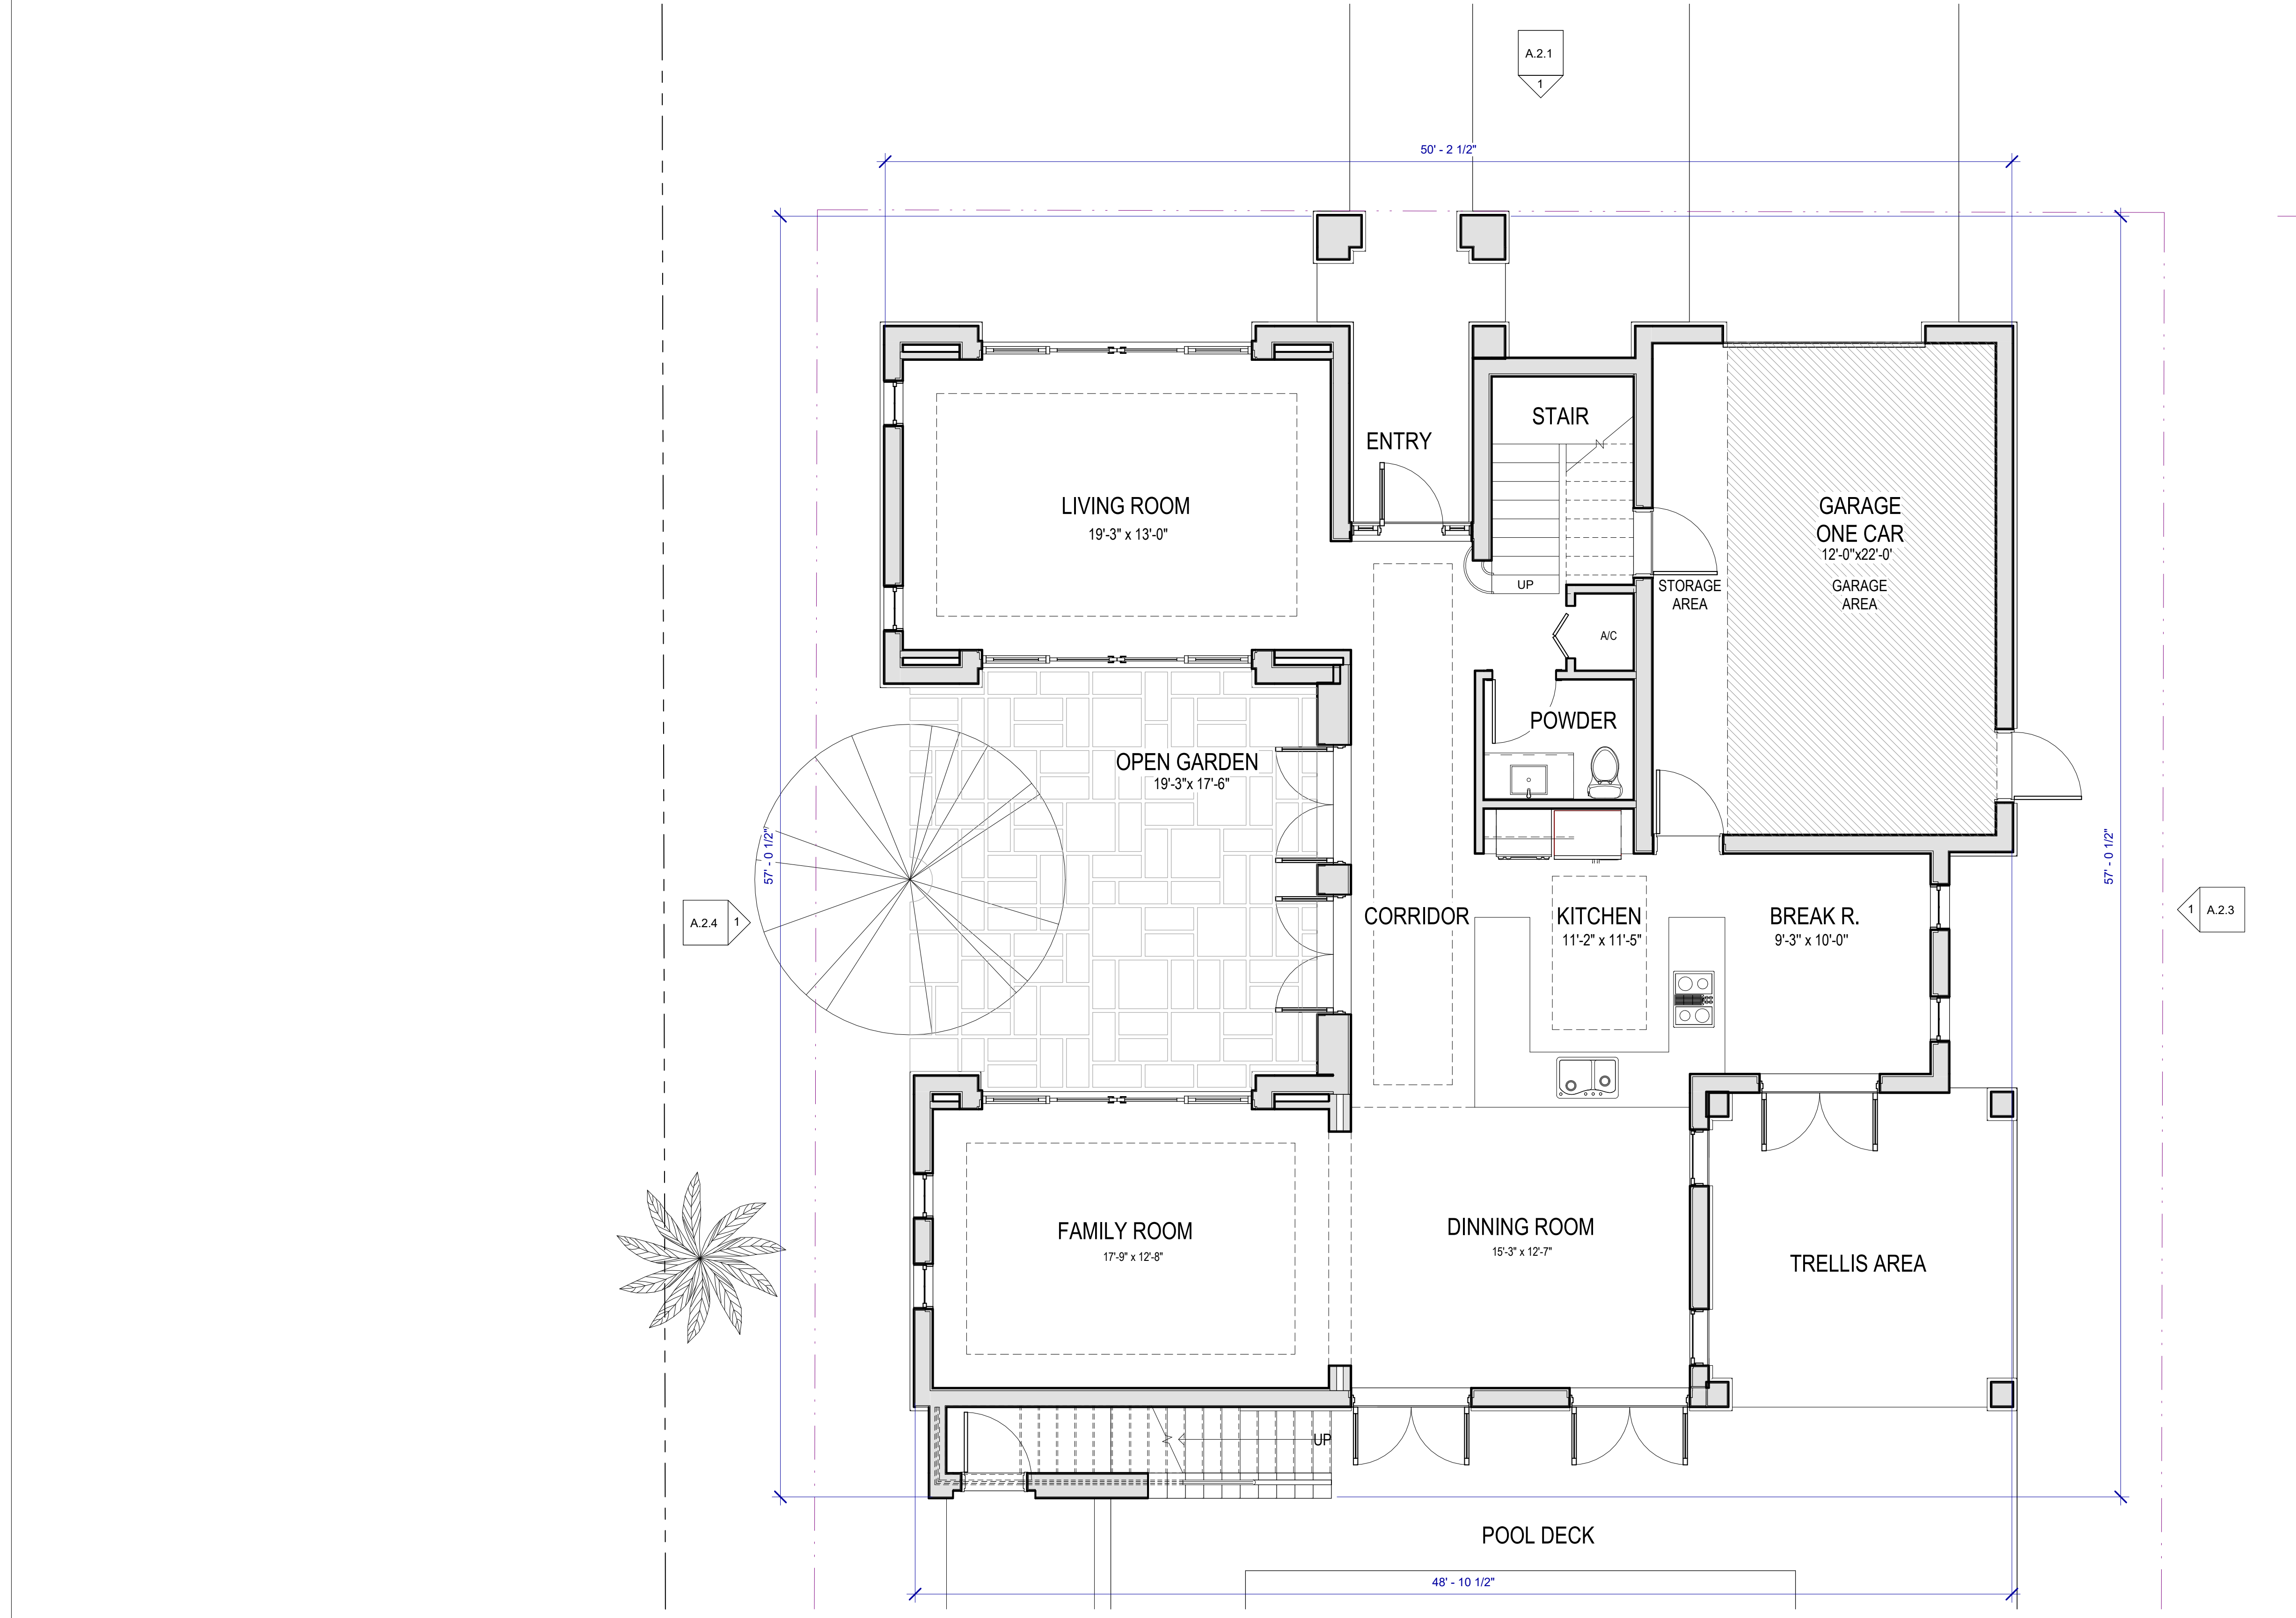 A.2.1
1
50' - 2 1/2"
STAIR
ENTRY
LIVING ROOM
19'-3" x 13'-0"
GARAGE
ONE CAR
12'-0"x22'-0'
UP
STORAGE
AREA
GARAGE
AREA
A/C
POWDER
OPEN GARDEN
19'-3"x 17'-6"
57' - 0 1/2"
57' - 0 1/2"
A.2.4
1
CORRIDOR
KITCHEN
11'-2" x 11'-5"
BREAK R.
9'-3" x 10'-0"
1
A.2.3
FAMILY ROOM
17'-9" x 12'-8"
DINNING ROOM
15'-3" x 12'-7"
TRELLIS AREA
UP
POOL DECK
48' - 10 1/2"